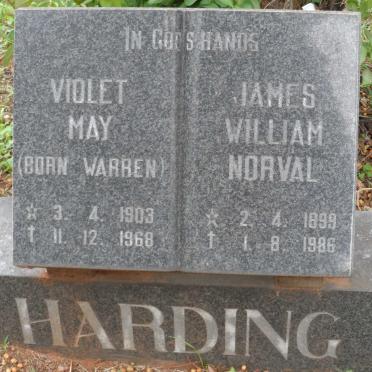 IN GOD'S HANDS
VIOLET
MAY
(BORN WARREN)
☆ 3. 4. 1903
† 11. 12. 1968
JAMES
WILLIAM
NORVAL
☆ 2. 4. 1899
† 1. 8. 1986
HARDING